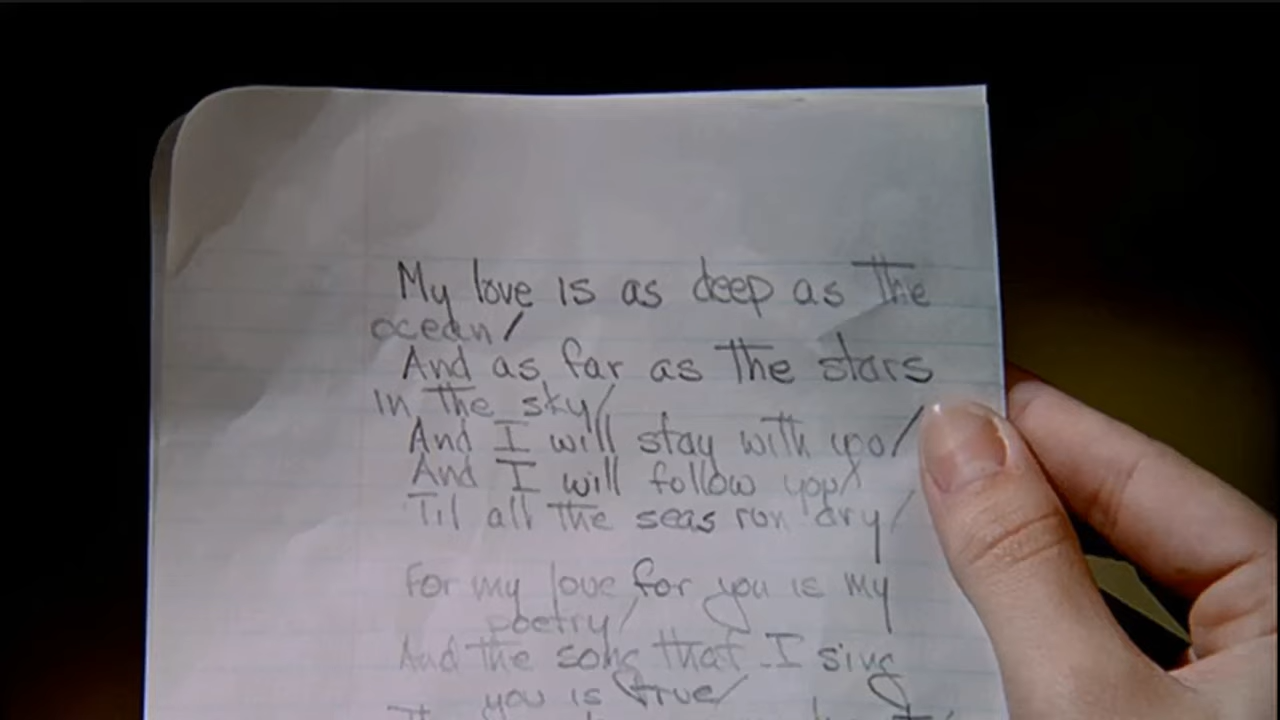 My love is as deep as the
ocean/
And as far as the stars
in the sky/
And I will stay with you/
And I will follow you/
Til all the seas run dry/
For my love for you is my
poetry/
And the song that I sing
you is true/